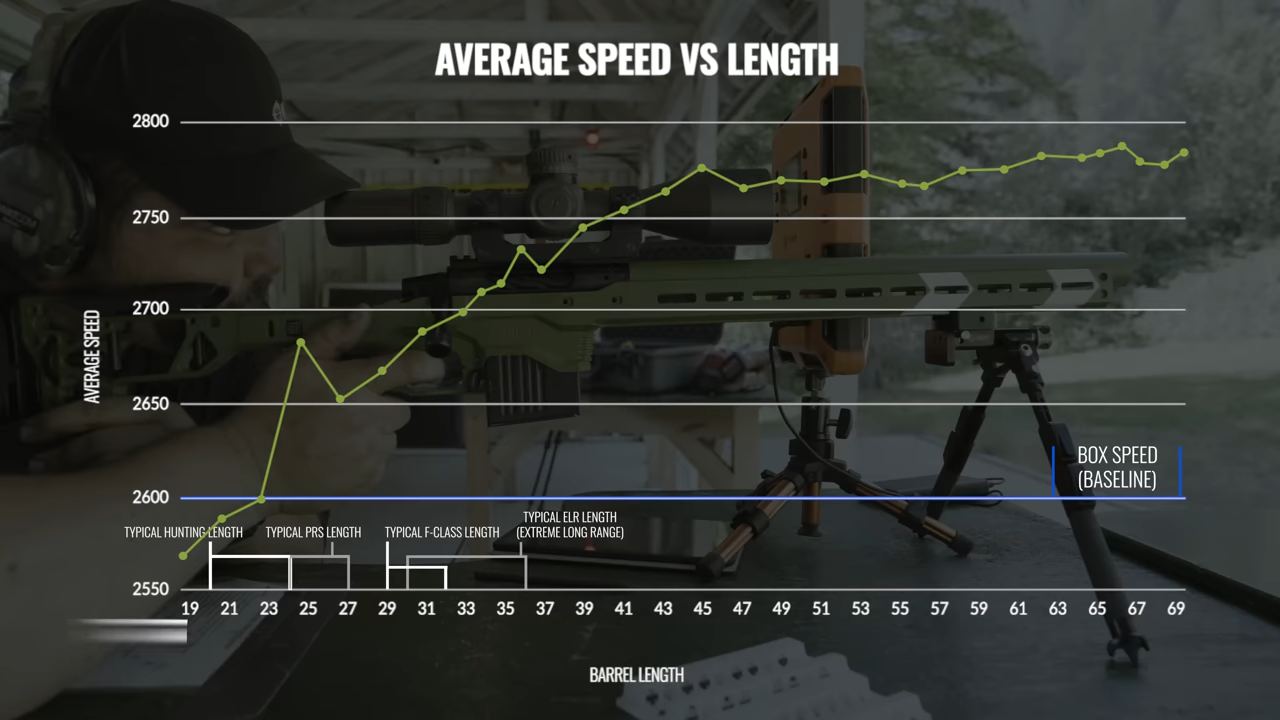 AVERAGE SPEED VS LENGTH
2800
2750
2700
2650
2600
2550
AVERAGE SPEED
BOX SPEED
(BASELINE)
TYPICAL HUNTING LENGTH
TYPICAL PRS LENGTH
TYPICAL F-CLASS LENGTH
TYPICAL ELR LENGTH
(EXTREME LONG RANGE)
19 21 23 25 27 29 31 33 35 37 39 41 43 45 47 49 51 53 55 57 59 61 63 65 67 69
BARREL LENGTH